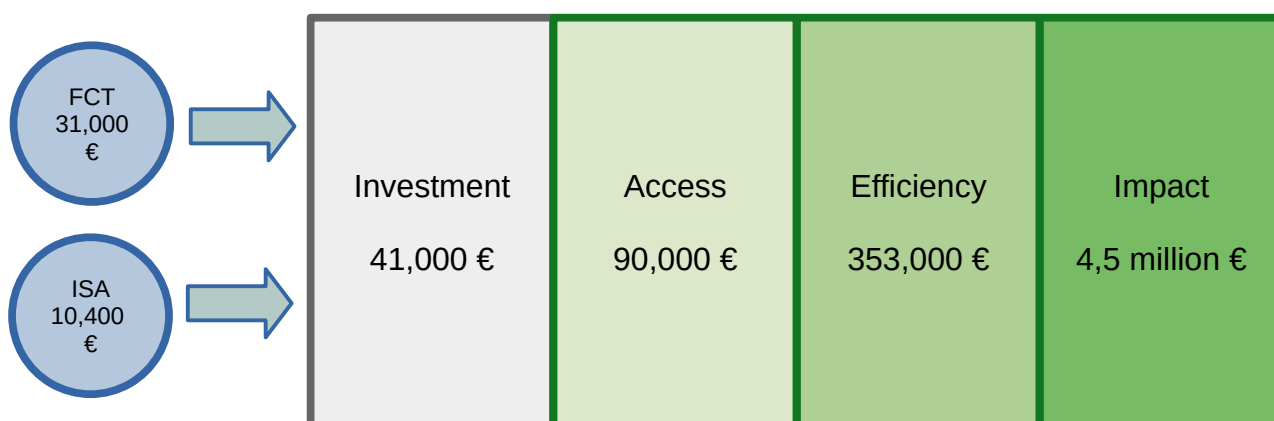 FCT
31,000
€
ISA
10,400
€
Investment
41,000 €
Access
90,000 €
Efficiency
353,000 €
Impact
4,5 million €